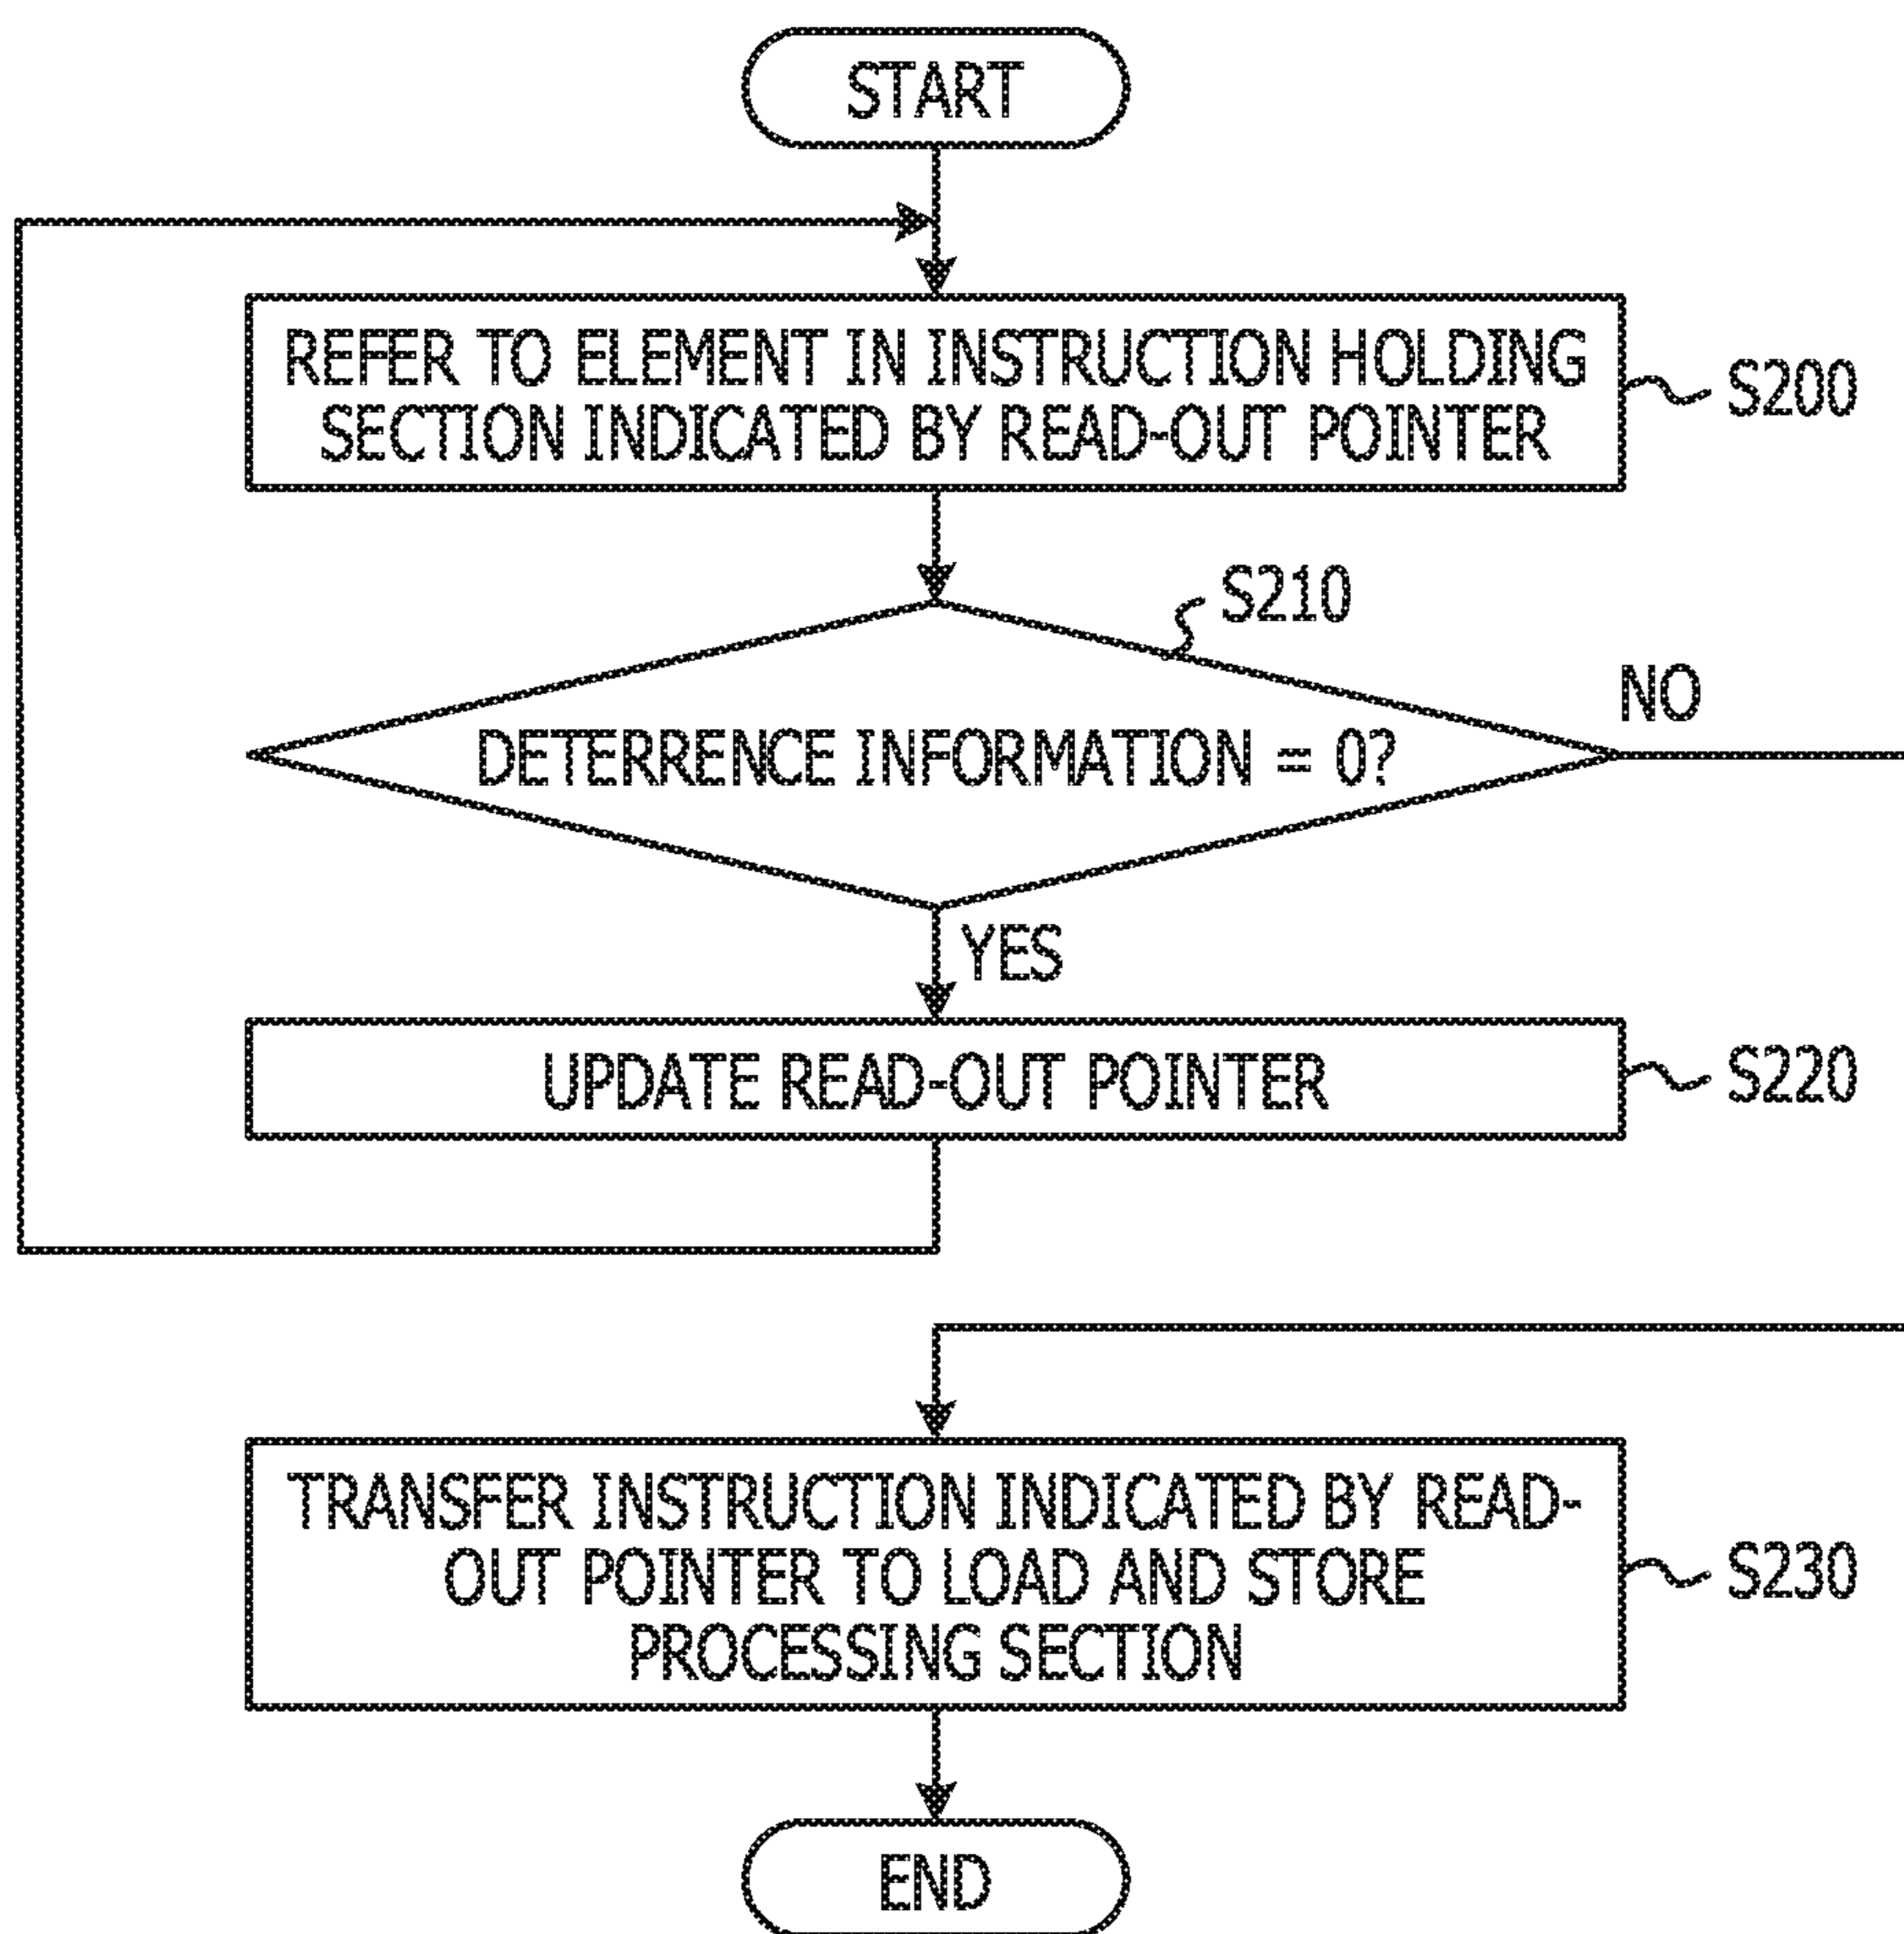 START
REFER TO ELEMENT IN INSTRUCTION HOLDING
SECTION INDICATED BY READ-OUT POINTER
S200
S210
NO
DETERRENCE INFORMATION = 0?
YES
UPDATE READ-OUT POINTER
S220
TRANSFER INSTRUCTION INDICATED BY READ-
OUT POINTER TO LOAD AND STORE
PROCESSING SECTION
S230
END